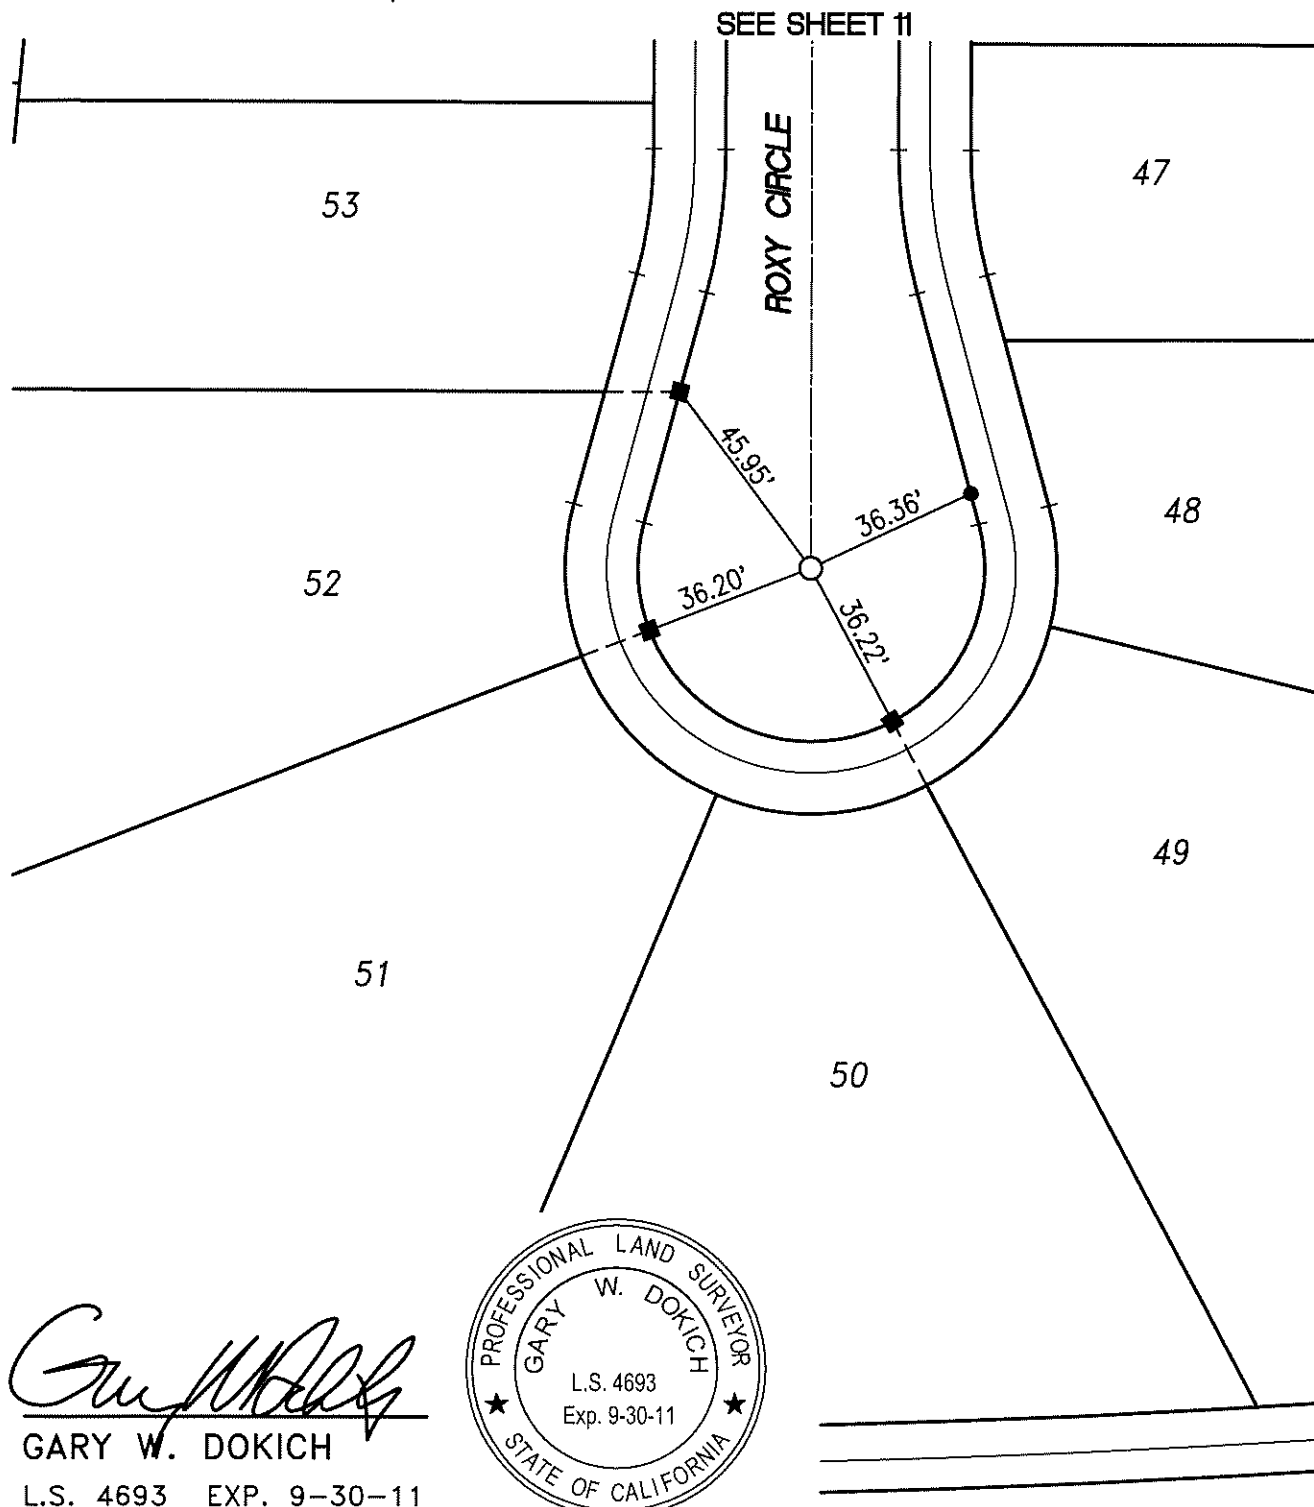 SEE SHEET 11
ROXY CIRCLE
53
47
45.95'
36.36'
48
52
36.20'
36.22'
49
51
50
PROFESSIONAL LAND SURVEYOR
GARY W. DOKICH
L.S. 4693
Exp. 9-30-11
STATE OF CALIFORNIA
GARY W. DOKICH
L.S. 4693 EXP. 9-30-11